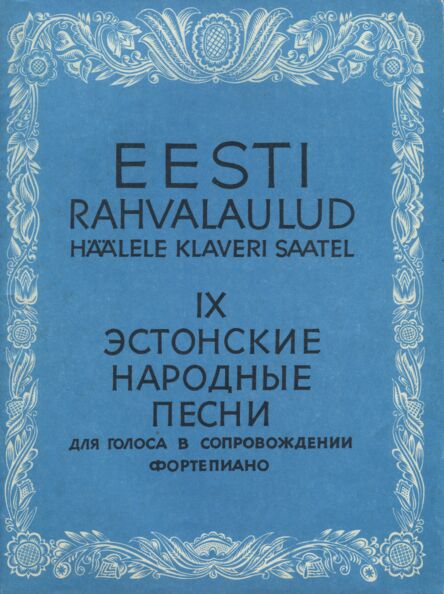 EESTI
RAHVALAULUD
HÄÄLELE KLAVERI SAATEL
IX
ЭСТОНСКИЕ
НАРОДНЫЕ
ПЕСНИ
ДЛЯ ГОЛОСА В СОПРОВОЖДЕНИИ
ФОРТЕПИАНО